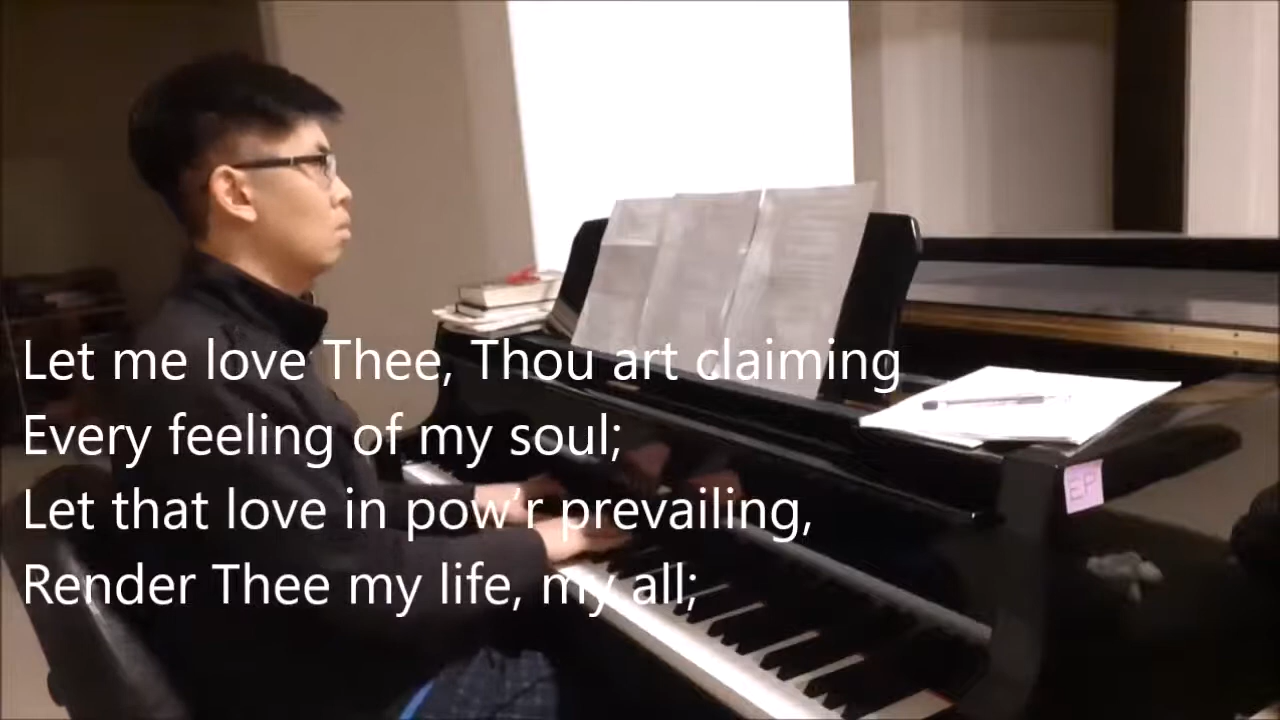 Let me love Thee, Thou art claiming
Every feeling of my soul;
Let that love in pow’r prevailing,
Render Thee my life, my all;
EP